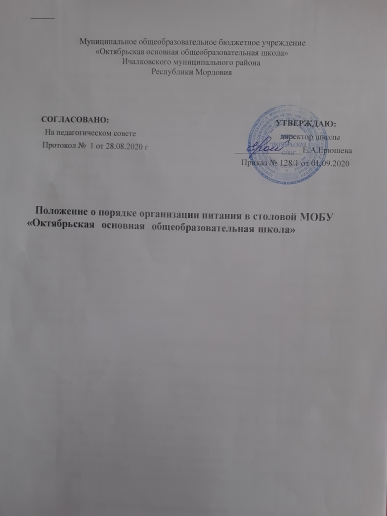 Муниципальное общеобразовательное бюджетное учреждение
«Октябрьская основная общеобразовательная школа»
Ичалковского муниципального района
Республики Мордовия
СОГЛАСОВАНО: УТВЕРЖДАЮ:
На педагогическом совете директор школы
Протокол № 1 от 28.08.2020 г Е.А.Ерюшева
Приказ № 128/1 от 01.09.2020
Положение о порядке организации питания в столовой МОБУ
«Октябрьская основная общеобразовательная школа»